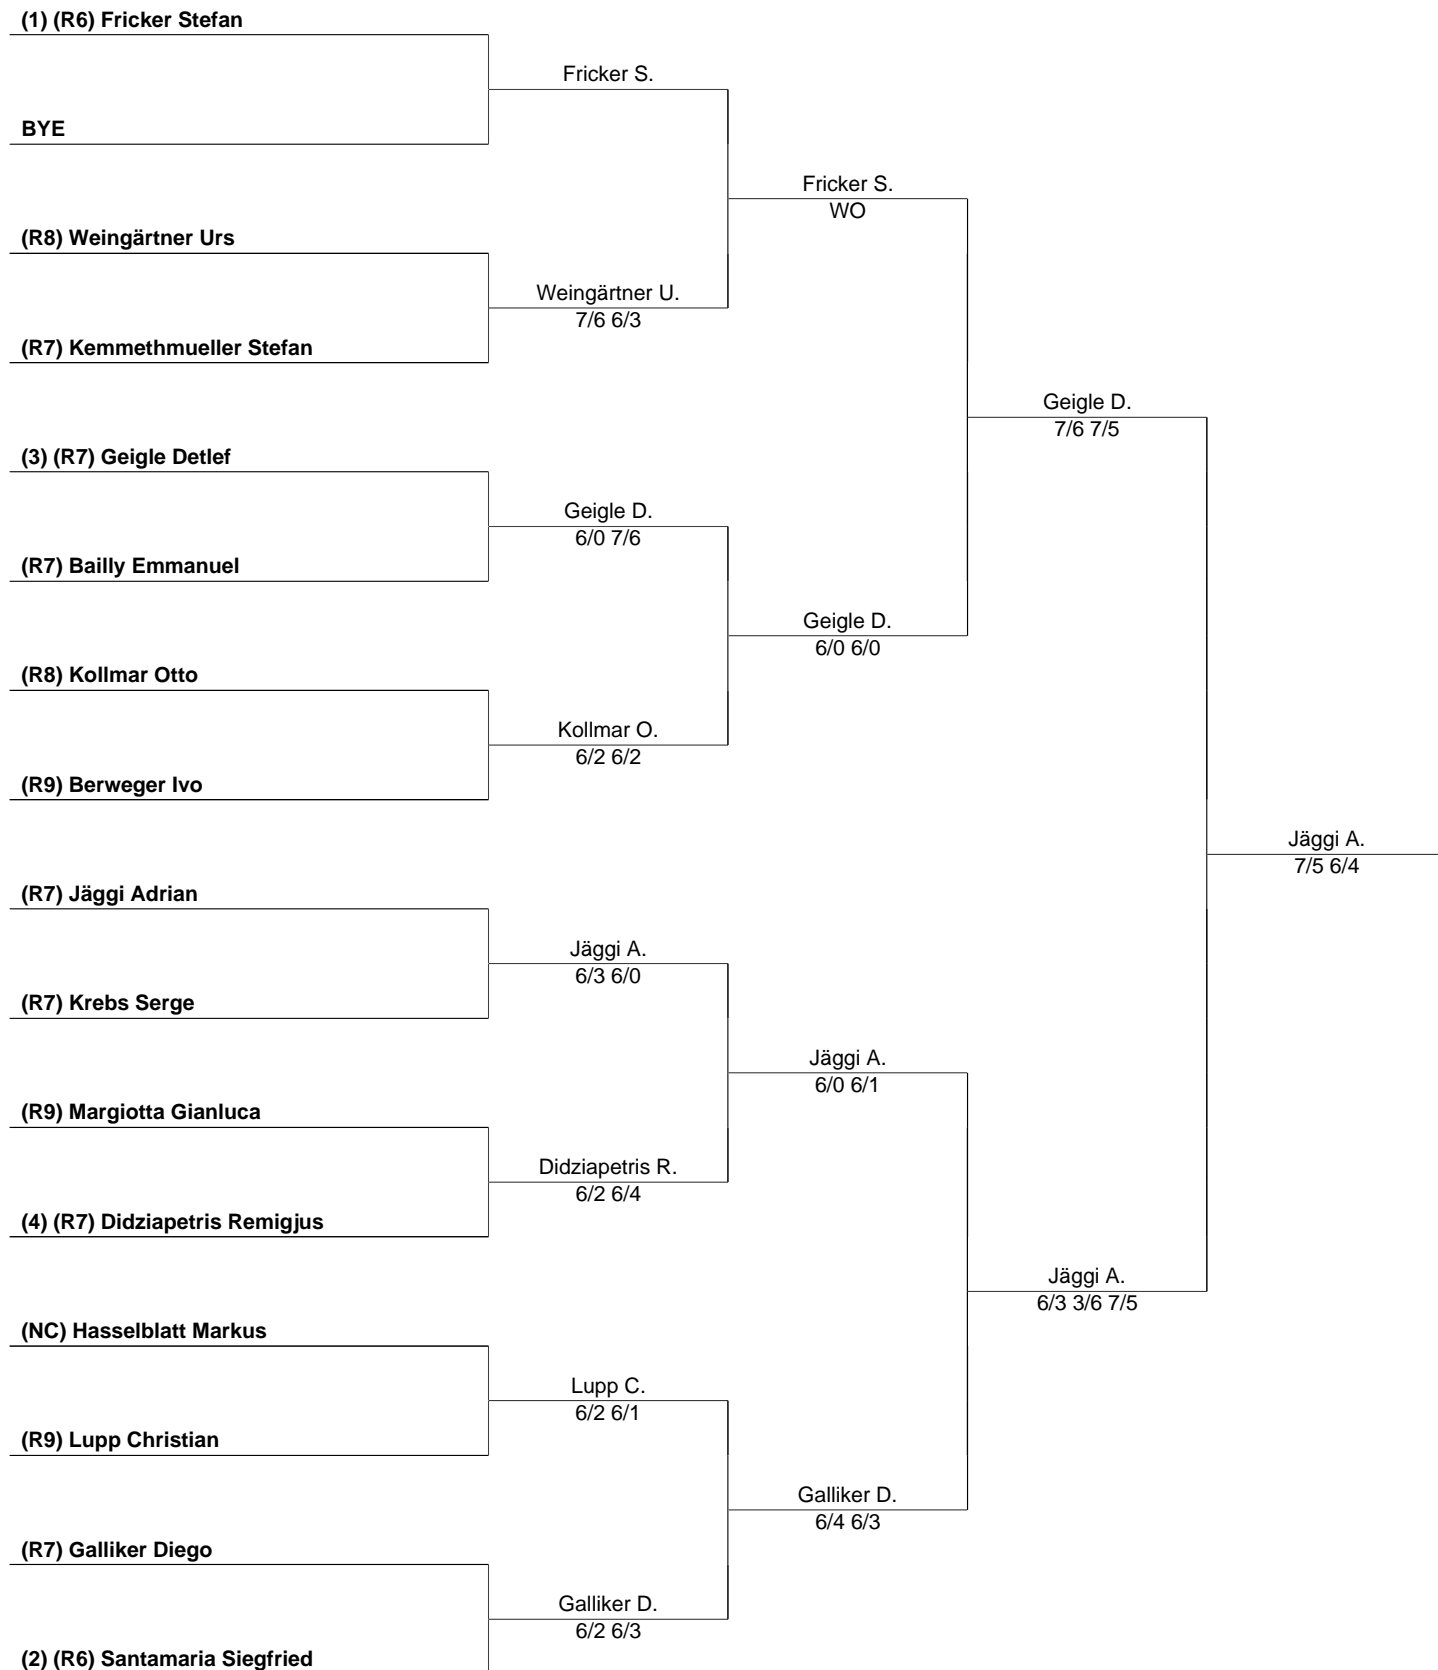 (1) (R6) Fricker Stefan
Fricker S.
BYE
Fricker S.
WO
(R8) Weingärtner Urs
Weingärtner U.
7/6 6/3
(R7) Kemmethmueller Stefan
Geigle D.
7/6 7/5
(3) (R7) Geigle Detlef
Geigle D.
6/0 7/6
(R7) Bailly Emmanuel
Geigle D.
6/0 6/0
(R8) Kollmar Otto
Kollmar O.
6/2 6/2
(R9) Berweger Ivo
Jäggi A.
7/5 6/4
(R7) Jäggi Adrian
Jäggi A.
6/3 6/0
(R7) Krebs Serge
Jäggi A.
6/0 6/1
(R9) Margiotta Gianluca
Didziapetris R.
6/2 6/4
(4) (R7) Didziapetris Remigjus
Jäggi A.
6/3 3/6 7/5
(NC) Hasselblatt Markus
Lupp C.
6/2 6/1
(R9) Lupp Christian
Galliker D.
6/4 6/3
(R7) Galliker Diego
Galliker D.
6/2 6/3
(2) (R6) Santamaria Siegfried